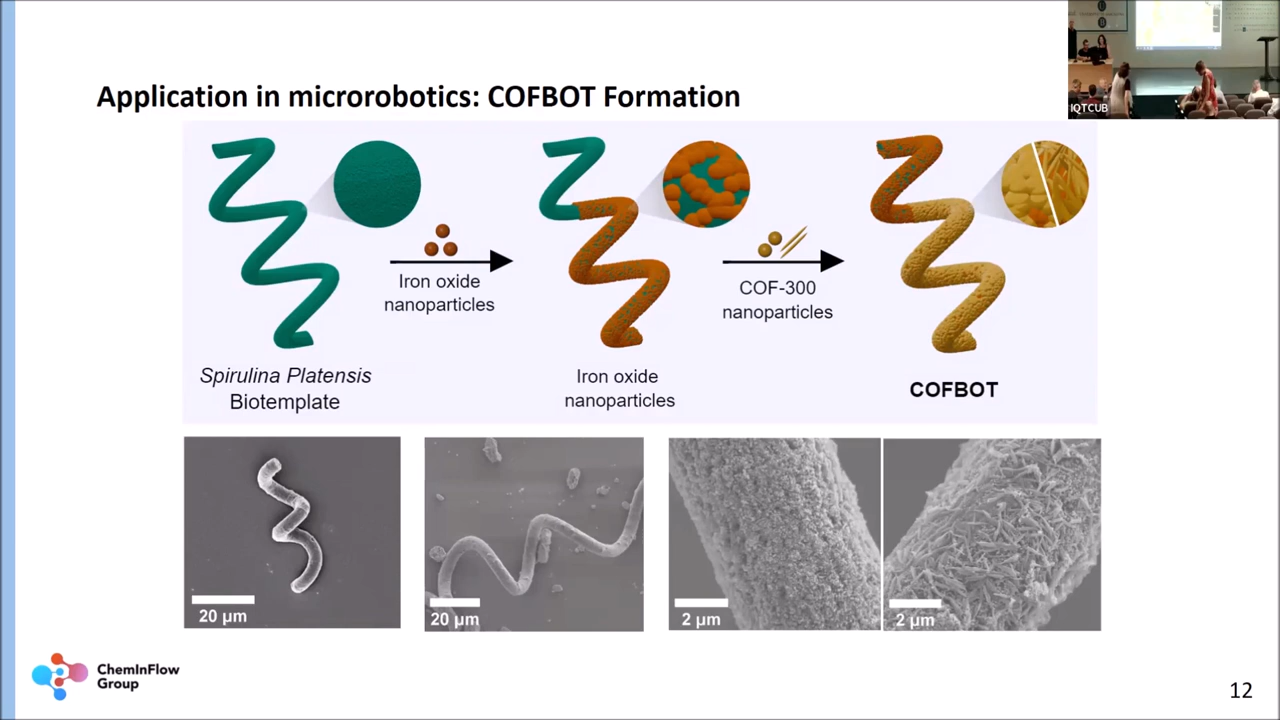 IQTCUB
Application in microrobotics: COFBOT Formation
Iron oxide
nanoparticles
COF-300
nanoparticles
Spirulina Platensis
Biotemplate
Iron oxide
nanoparticles
COFBOT
20 µm
20 µm
2 µm
2 µm
ChemInFlow
Group
12